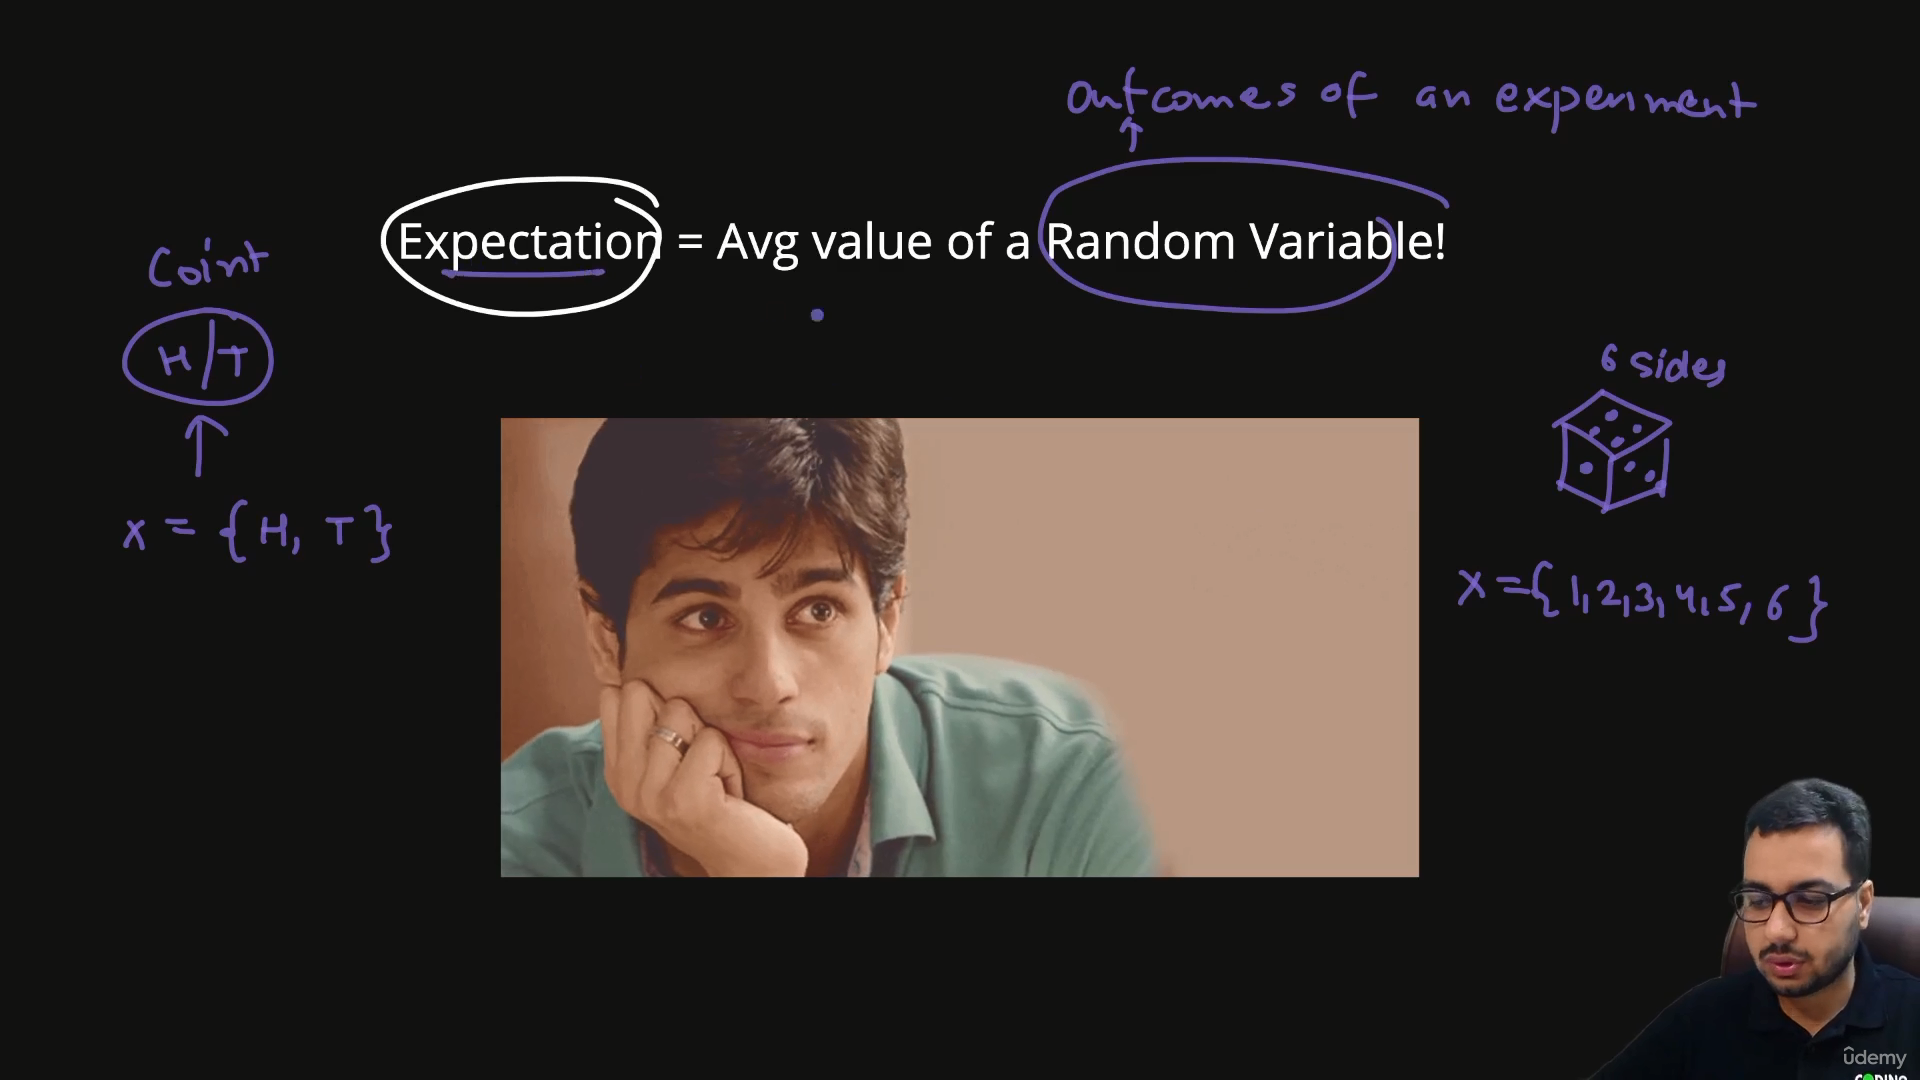 Outcomes of an experiment
Expectation = Avg value of a Random Variable!
Coint
H/T
6 sides
x = {H, T}
x = {1,2,3,4,5,6}
ûdemy